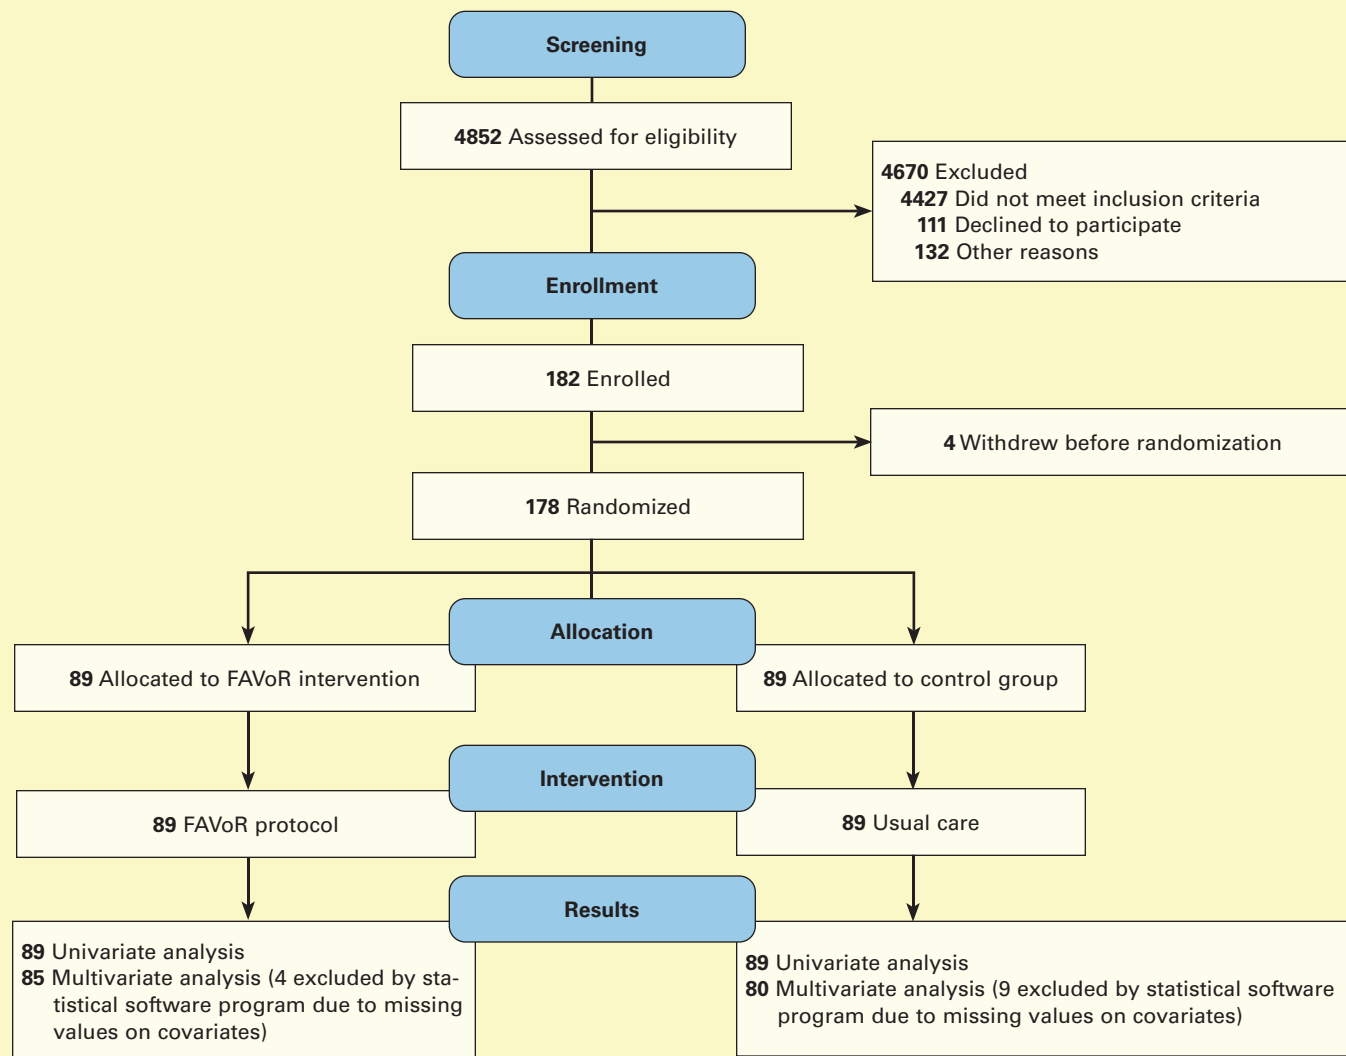 Screening
4852 Assessed for eligibility
4670 Excluded
4427 Did not meet inclusion criteria
111 Declined to participate
132 Other reasons
Enrollment
182 Enrolled
4 Withdrew before randomization
178 Randomized
Allocation
89 Allocated to FAVoR intervention
89 Allocated to control group
Intervention
89 FAVoR protocol
89 Usual care
Results
89 Univariate analysis
85 Multivariate analysis (4 excluded by sta-
tistical software program due to missing
values on covariates)
89 Univariate analysis
80 Multivariate analysis (9 excluded by statistical software
program due to missing values on covariates)